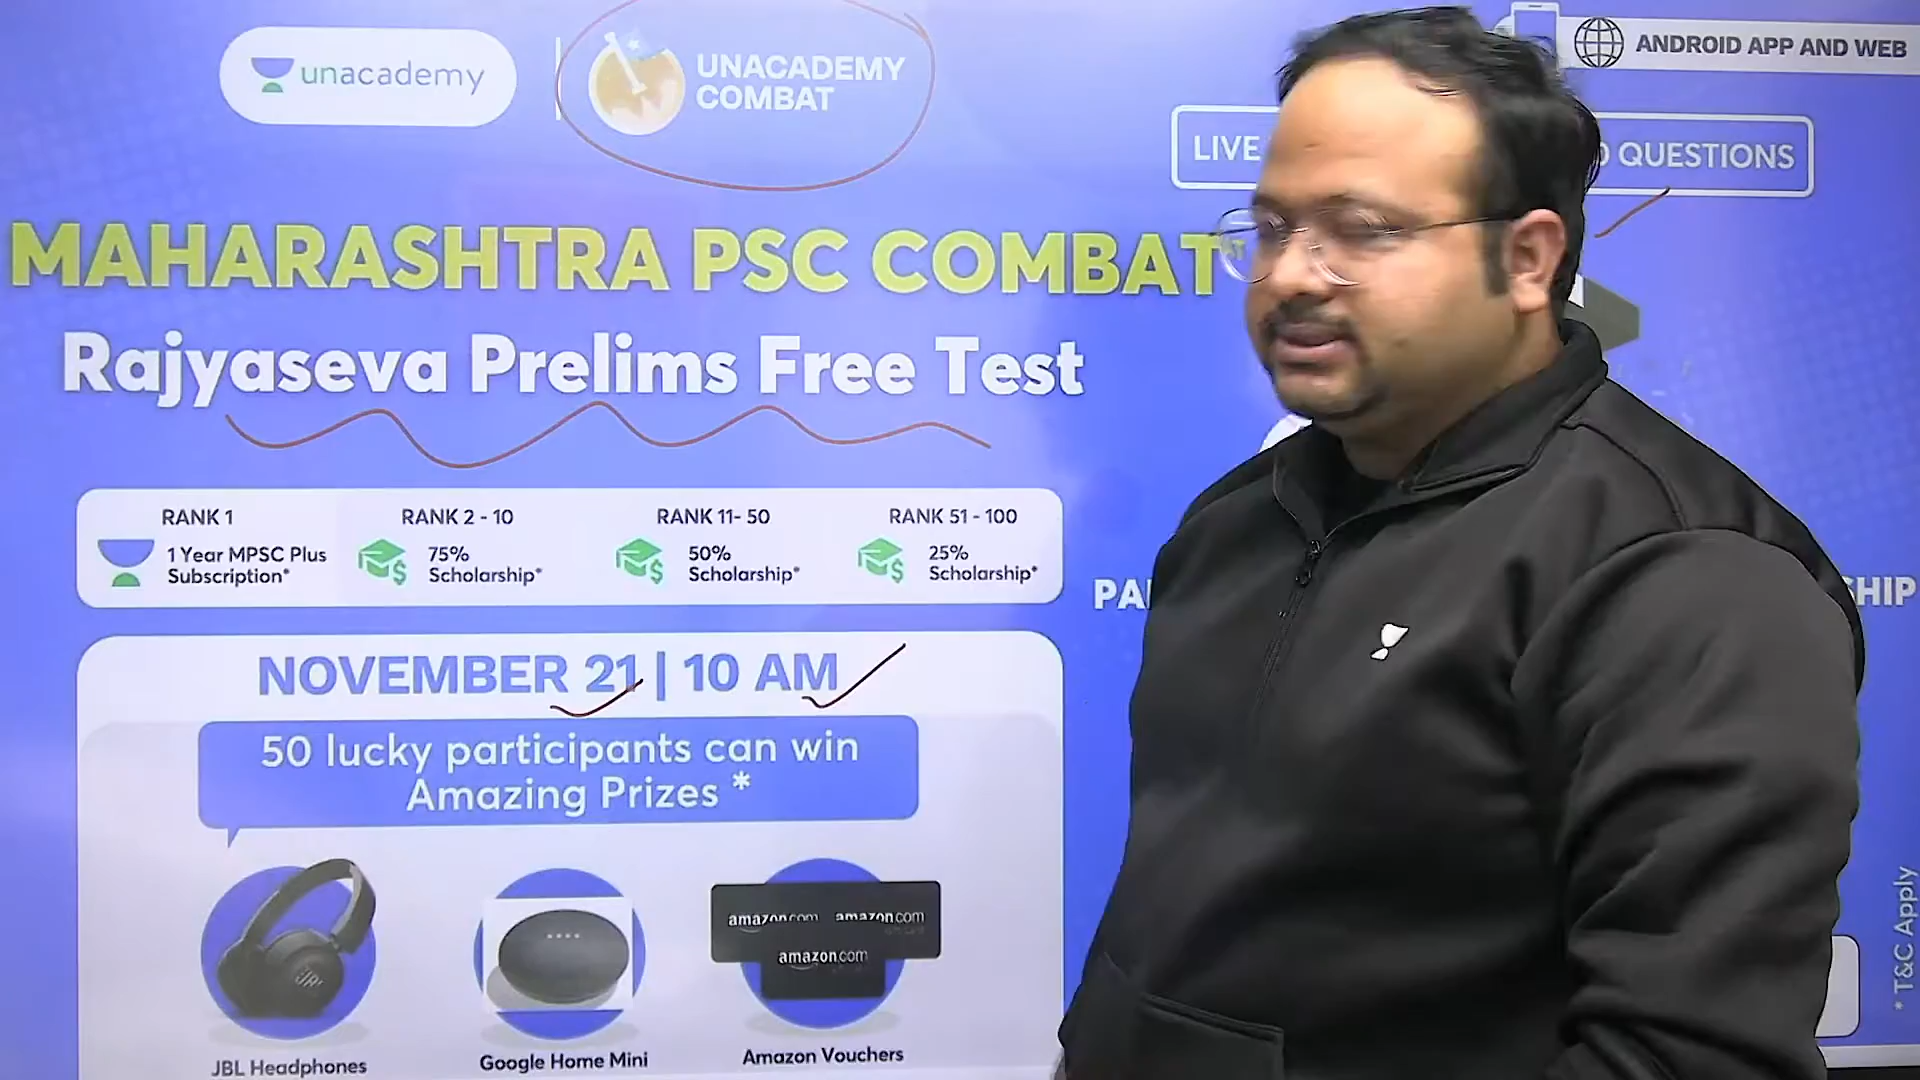 unacademy
UNACADEMY
COMBAT
ANDROID APP AND WEB
LIVE
QUESTIONS
MAHARASHTRA PSC COMBAT
Rajyaseva Prelims Free Test
RANK 1
1 Year MPSC Plus
Subscription*
RANK 2 - 10
75%
Scholarship*
RANK 11- 50
50%
Scholarship*
RANK 51 - 100
25%
Scholarship*
NOVEMBER 21 | 10 AM
50 lucky participants can win
Amazing Prizes *
JBL
amazon.com amazon.com
amazon.com
JBL Headphones
Google Home Mini
Amazon Vouchers
* T&C Apply